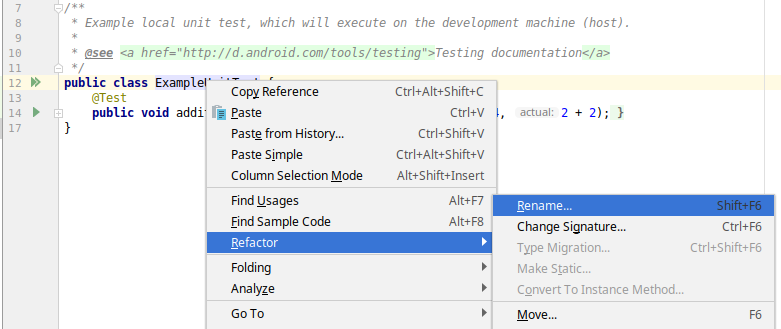 7 /**
8 * Example local unit test, which will execute on the development machine (host).
9 *
10 * @see <a href="http://d.android.com/tools/testing">Testing documentation</a>
11 */
12 public class ExampleUnitTest {
13 @Test
14 public void addit 4, actual: 2 + 2); }
17 }
Copy Reference Ctrl+Alt+Shift+C
Paste Ctrl+V
Paste from History... Ctrl+Shift+V
Paste Simple Ctrl+Alt+Shift+V
Column Selection Mode Alt+Shift+Insert
Find Usages Alt+F7
Find Sample Code Alt+F8
Refactor
Folding
Analyze
Go To
Rename... Shift+F6
Change Signature... Ctrl+F6
Type Migration... Ctrl+Shift+F6
Make Static...
Convert To Instance Method...
Move... F6